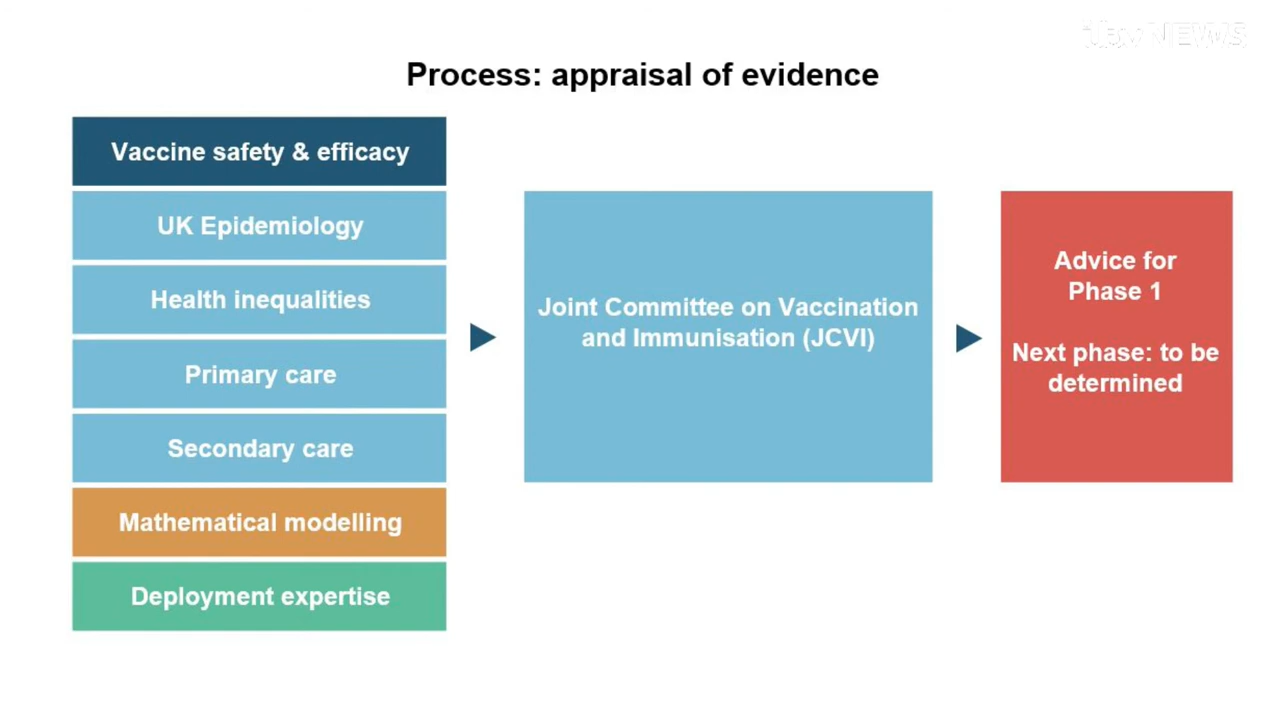 itv NEWS
Process: appraisal of evidence
Vaccine safety & efficacy
UK Epidemiology
Health inequalities
Primary care
Secondary care
Mathematical modelling
Deployment expertise
Joint Committee on Vaccination
and Immunisation (JCVI)
Advice for
Phase 1
Next phase: to be
determined